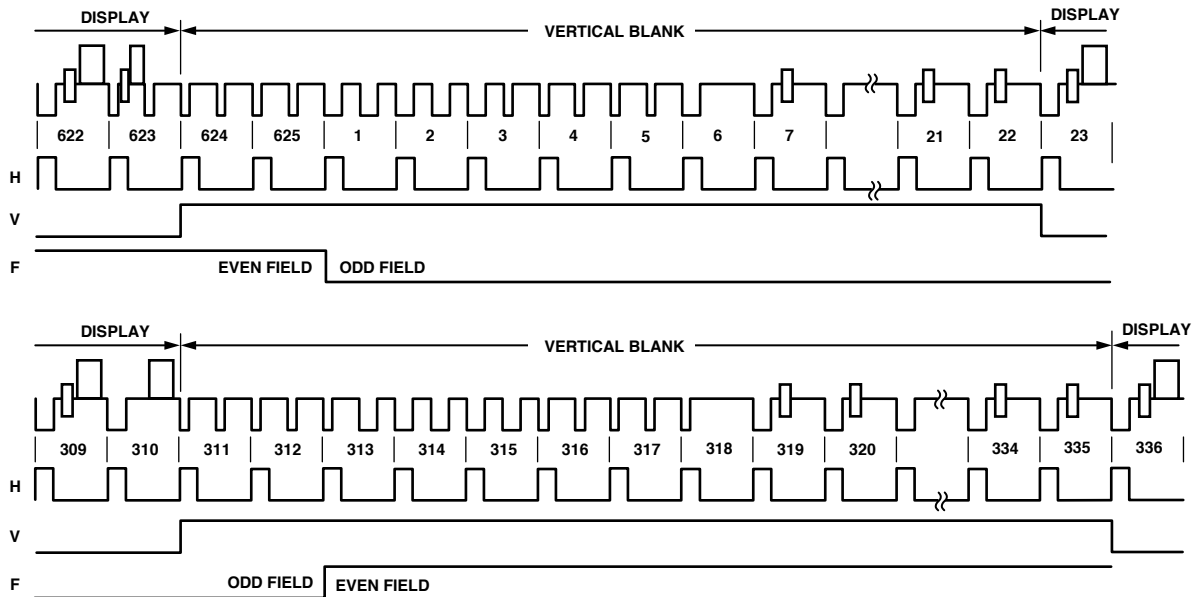 DISPLAY VERTICAL BLANK DISPLAY
622 623 624 625 1 2 3 4 5 6 7 21 22 23
H
V
F EVEN FIELD ODD FIELD
DISPLAY VERTICAL BLANK DISPLAY
309 310 311 312 313 314 315 316 317 318 319 320 334 335 336
H
V
F ODD FIELD EVEN FIELD